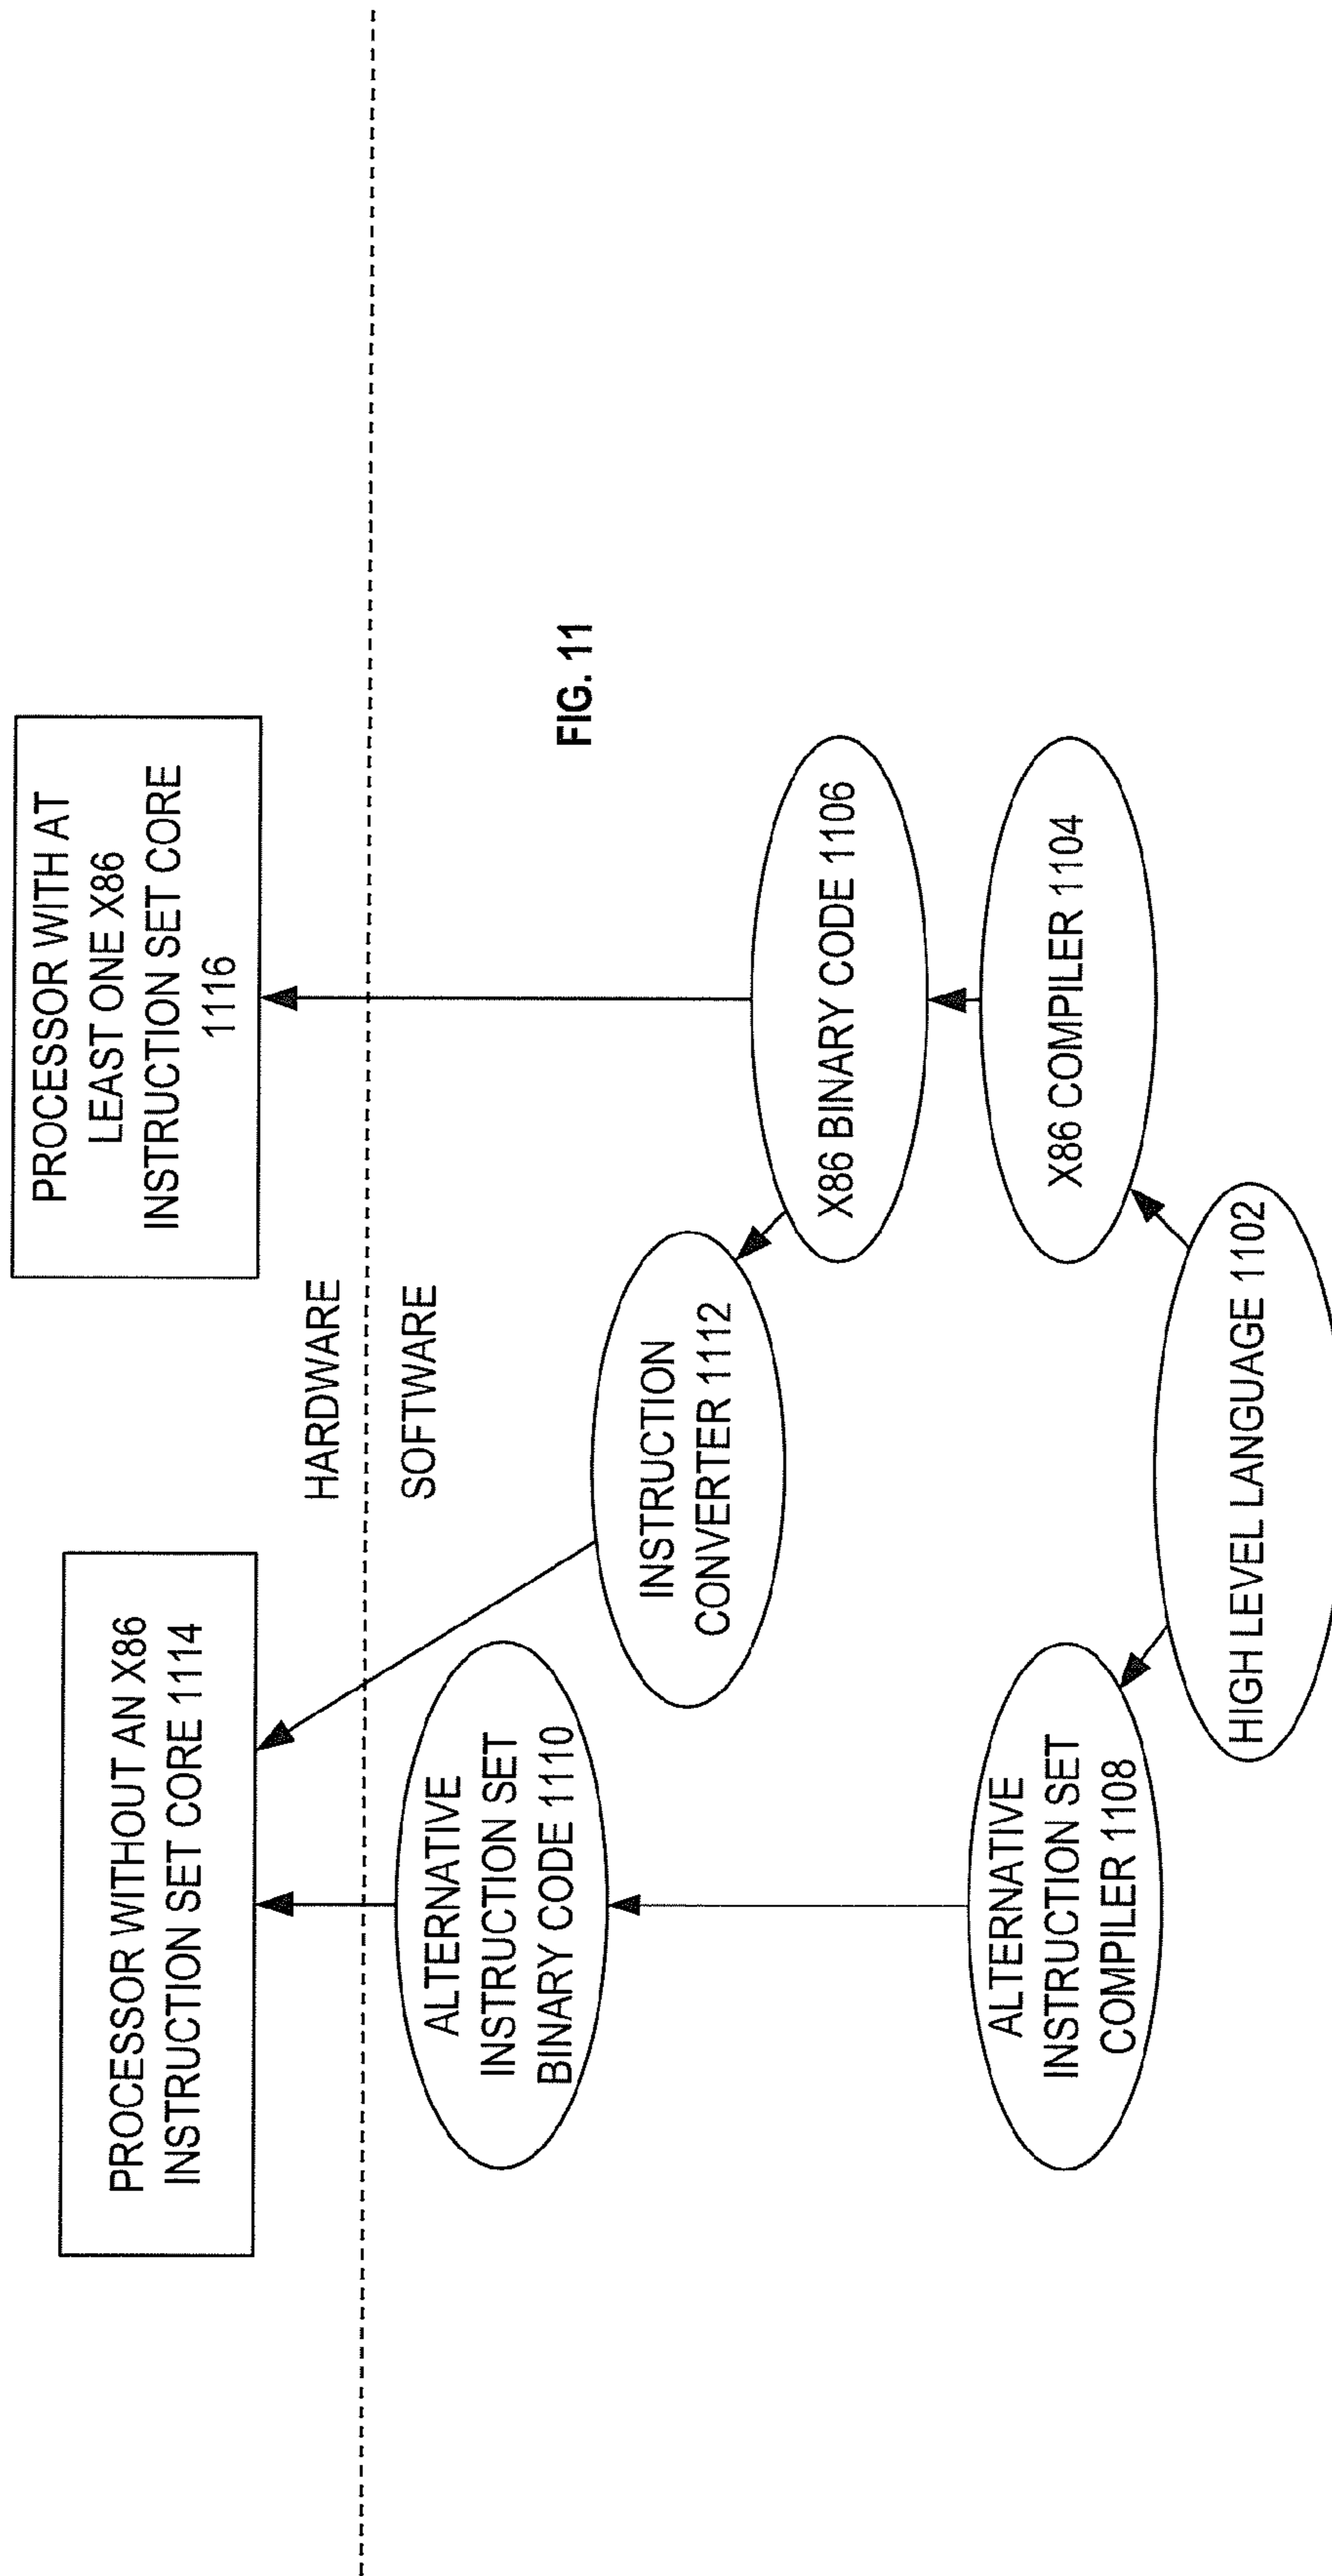 PROCESSOR WITHOUT AN X86
INSTRUCTION SET CORE 1114
PROCESSOR WITH AT
LEAST ONE X86
INSTRUCTION SET CORE
1116
HARDWARE
SOFTWARE
ALTERNATIVE
INSTRUCTION SET
BINARY CODE 1110
INSTRUCTION
CONVERTER 1112
FIG. 11
X86 BINARY CODE 1106
ALTERNATIVE
INSTRUCTION SET
COMPILER 1108
X86 COMPILER 1104
HIGH LEVEL LANGUAGE 1102